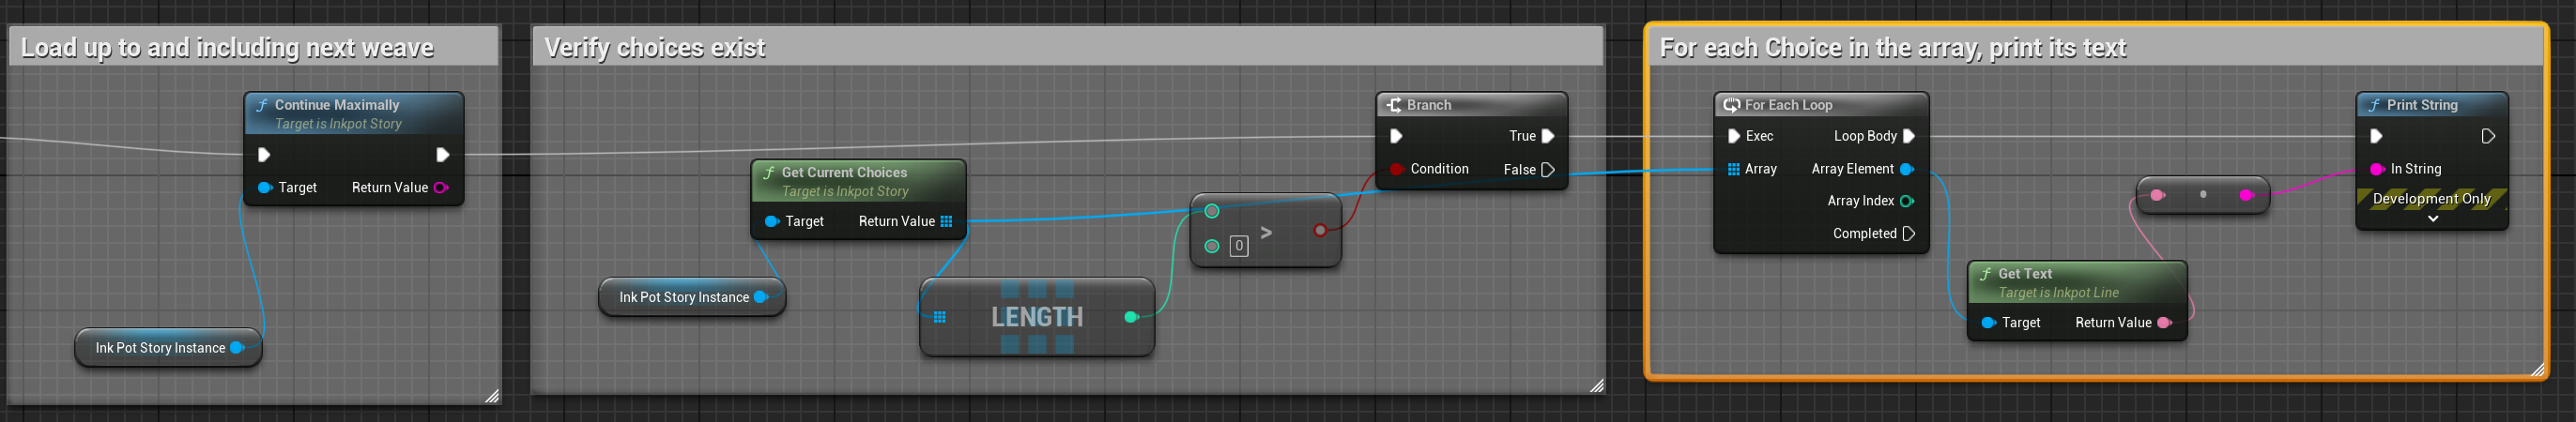 Load up to and including next weave
Continue Maximally
Target is Inkpot Story
Target
Return Value
Ink Pot Story Instance
Verify choices exist
Get Current Choices
Target is Inkpot Story
Target
Return Value
Ink Pot Story Instance
LENGTH
0
>
Branch
True
Condition
False
For each Choice in the array, print its text
For Each Loop
Exec
Loop Body
Array
Array Element
Array Index
Completed
Get Text
Target is Inkpot Line
Target
Return Value
Print String
In String
Development Only